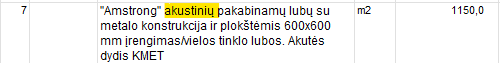 7 "Amstrong" akustinių pakabinamų lubų su m2 1150,0
metalo konstrukcija ir plokštėmis 600x600
mm įrengimas/vielos tinklo lubos. Akutės
dydis KMET